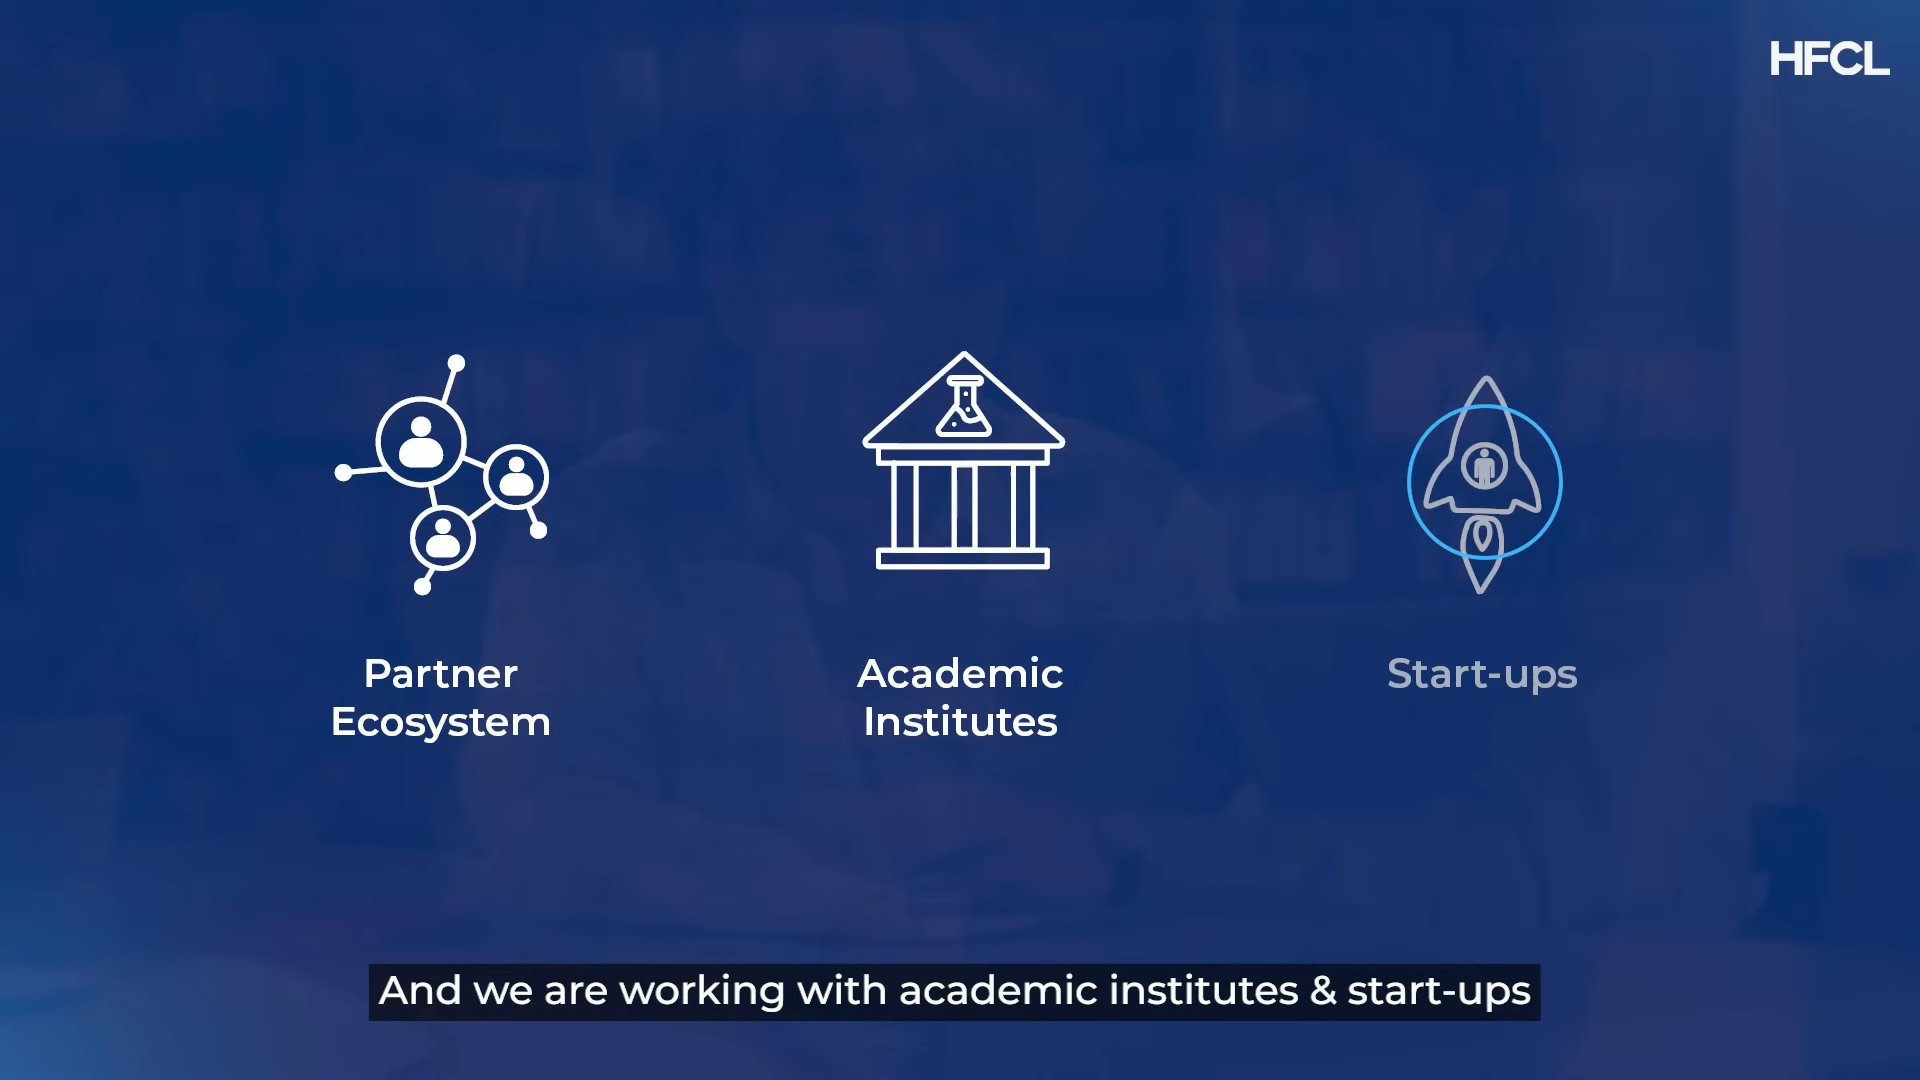 HFCL
Partner
Ecosystem
Academic
Institutes
Start-ups
And we are working with academic institutes & start-ups